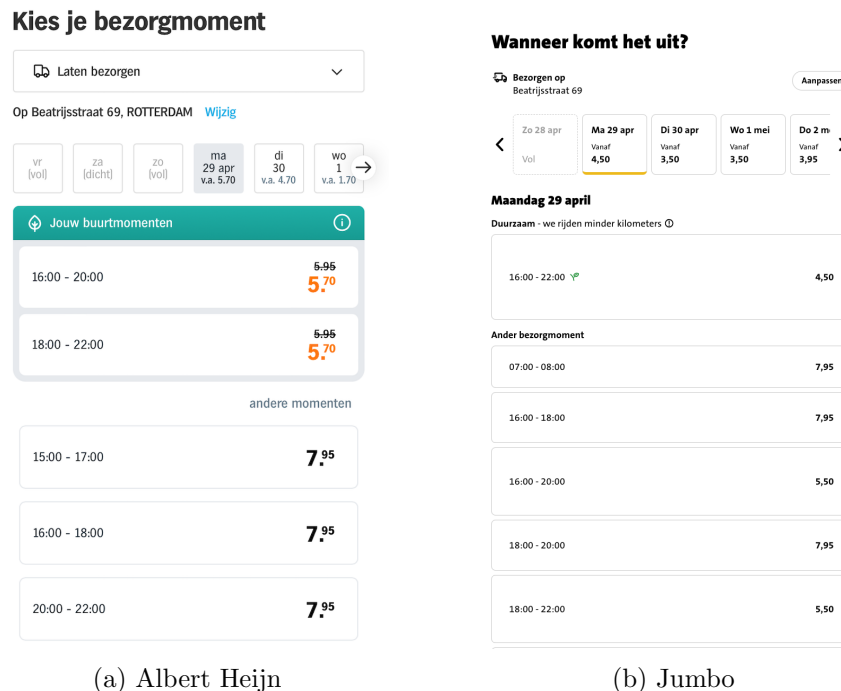 Kies je bezorgmoment
Laten bezorgen
Op Beatrijsstraat 69, ROTTERDAM Wijzig
vr
(vol)
za
(dicht)
zo
(vol)
ma
29 apr
v.a. 5.70
di
30
v.a. 4.70
wo
1
v.a. 1.70
Jouw buurtmomenten
16:00 - 20:00 5.95
5.70
18:00 - 22:00 5.95
5.70
andere momenten
15:00 - 17:00 7.95
16:00 - 18:00 7.95
20:00 - 22:00 7.95
(a) Albert Heijn
Wanneer komt het uit?
Bezorgen op
Beatrijsstraat 69
Aanpassen
Zo 28 apr
Vol
Ma 29 apr
Vanaf
4,50
Di 30 apr
Vanaf
3,50
Wo 1 mei
Vanaf
3,50
Do 2 m
Vanaf
3,95
Maandag 29 april
Duurzaam - we rijden minder kilometers
16:00 - 22:00 4,50
Ander bezorgmoment
07:00 - 08:00 7,95
16:00 - 18:00 7,95
16:00 - 20:00 5,50
18:00 - 20:00 7,95
18:00 - 22:00 5,50
(b) Jumbo